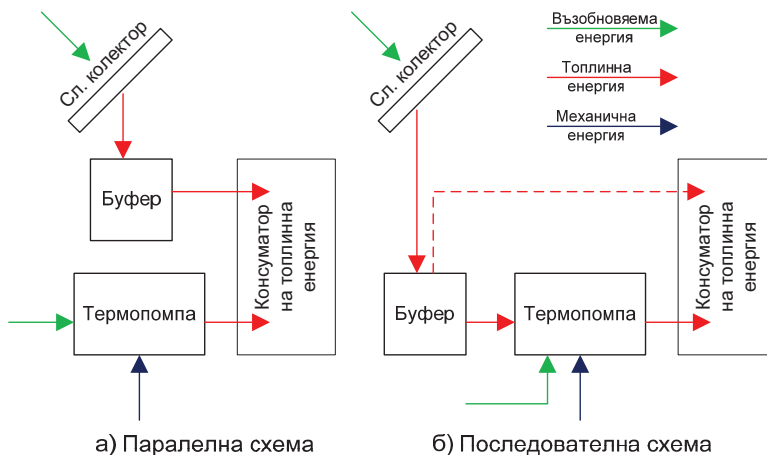 Сл. колектор
Буфер
Термопомпа
Консуматор
на топлинна
енергия
а) Паралелна схема
Сл. колектор
Буфер
Термопомпа
Консуматор
на топлинна
енергия
б) Последователна схема
Възобновяема
енергия
Топлинна
енергия
Механична
енергия